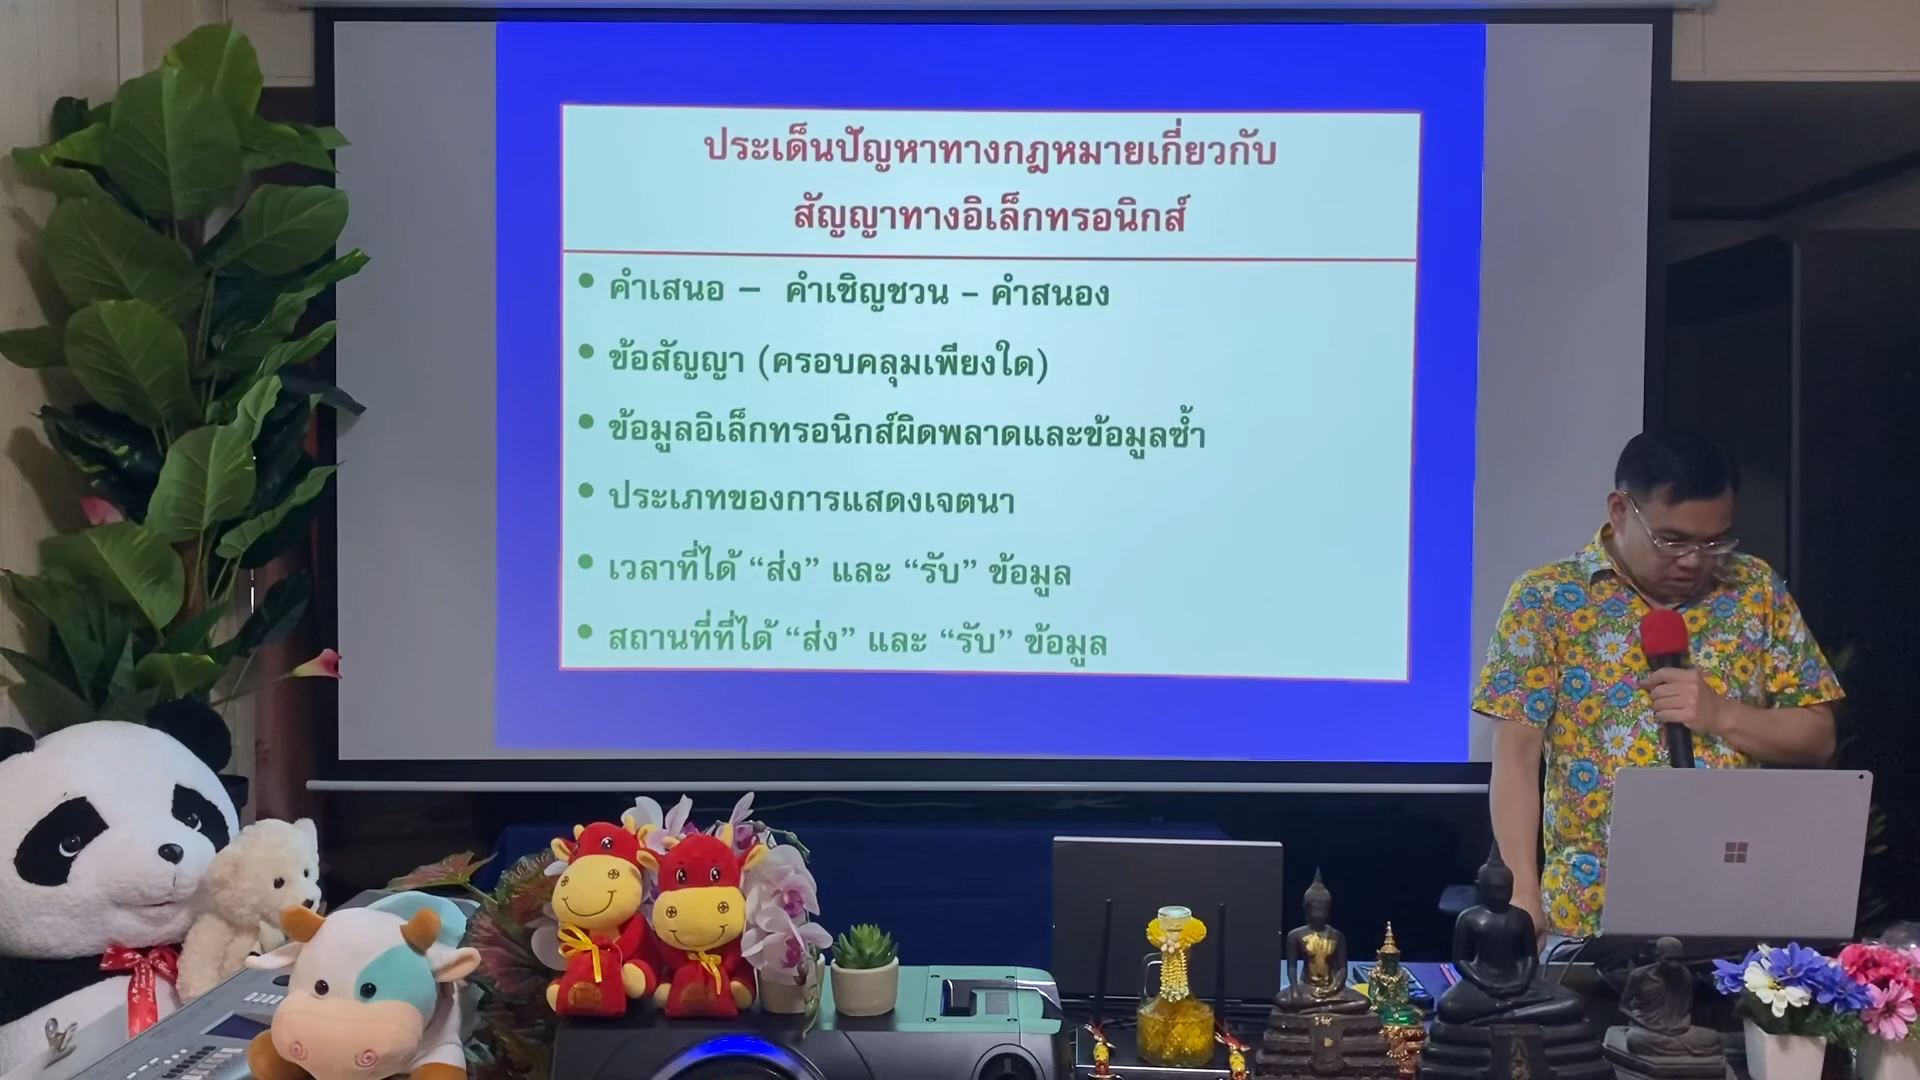 ประเด็นปัญหาทางกฎหมายเกี่ยวกับ
สัญญาทางอิเล็กทรอนิกส์
• คำเสนอ – คำเชิญชวน – คำสนอง
• ข้อสัญญา (ครอบคลุมเพียงใด)
• ข้อมูลอิเล็กทรอนิกส์ผิดพลาดและข้อมูลซ้ำ
• ประเภทของการแสดงเจตนา
• เวลาที่ได้ “ส่ง” และ “รับ” ข้อมูล
• สถานที่ที่ได้ “ส่ง” และ “รับ” ข้อมูล